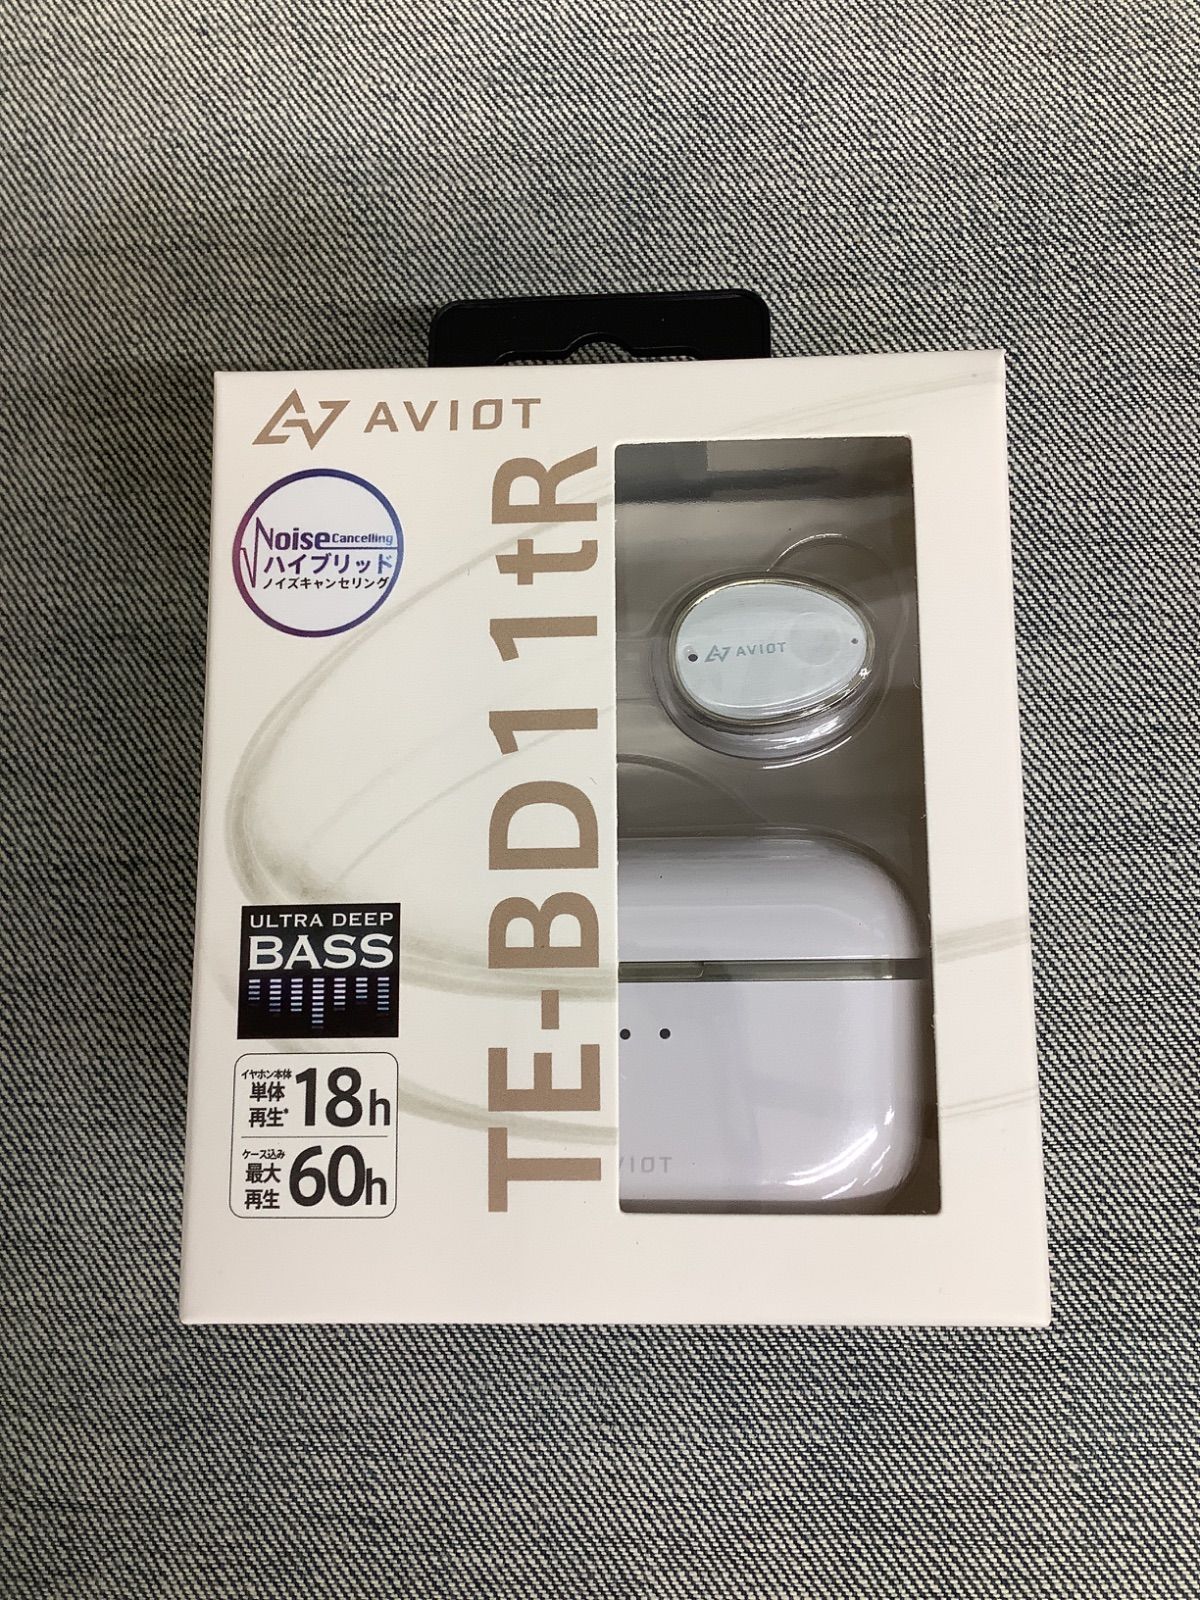 AVIOT
Noise Cancelling
ハイブリッド
ノイズキャンセリング
TE-BD11tR
AVIOT
ULTRA DEEP
BASS
イヤホン本体
単体
再生* 18h
ケース込み
最大
再生 60h
VIOT